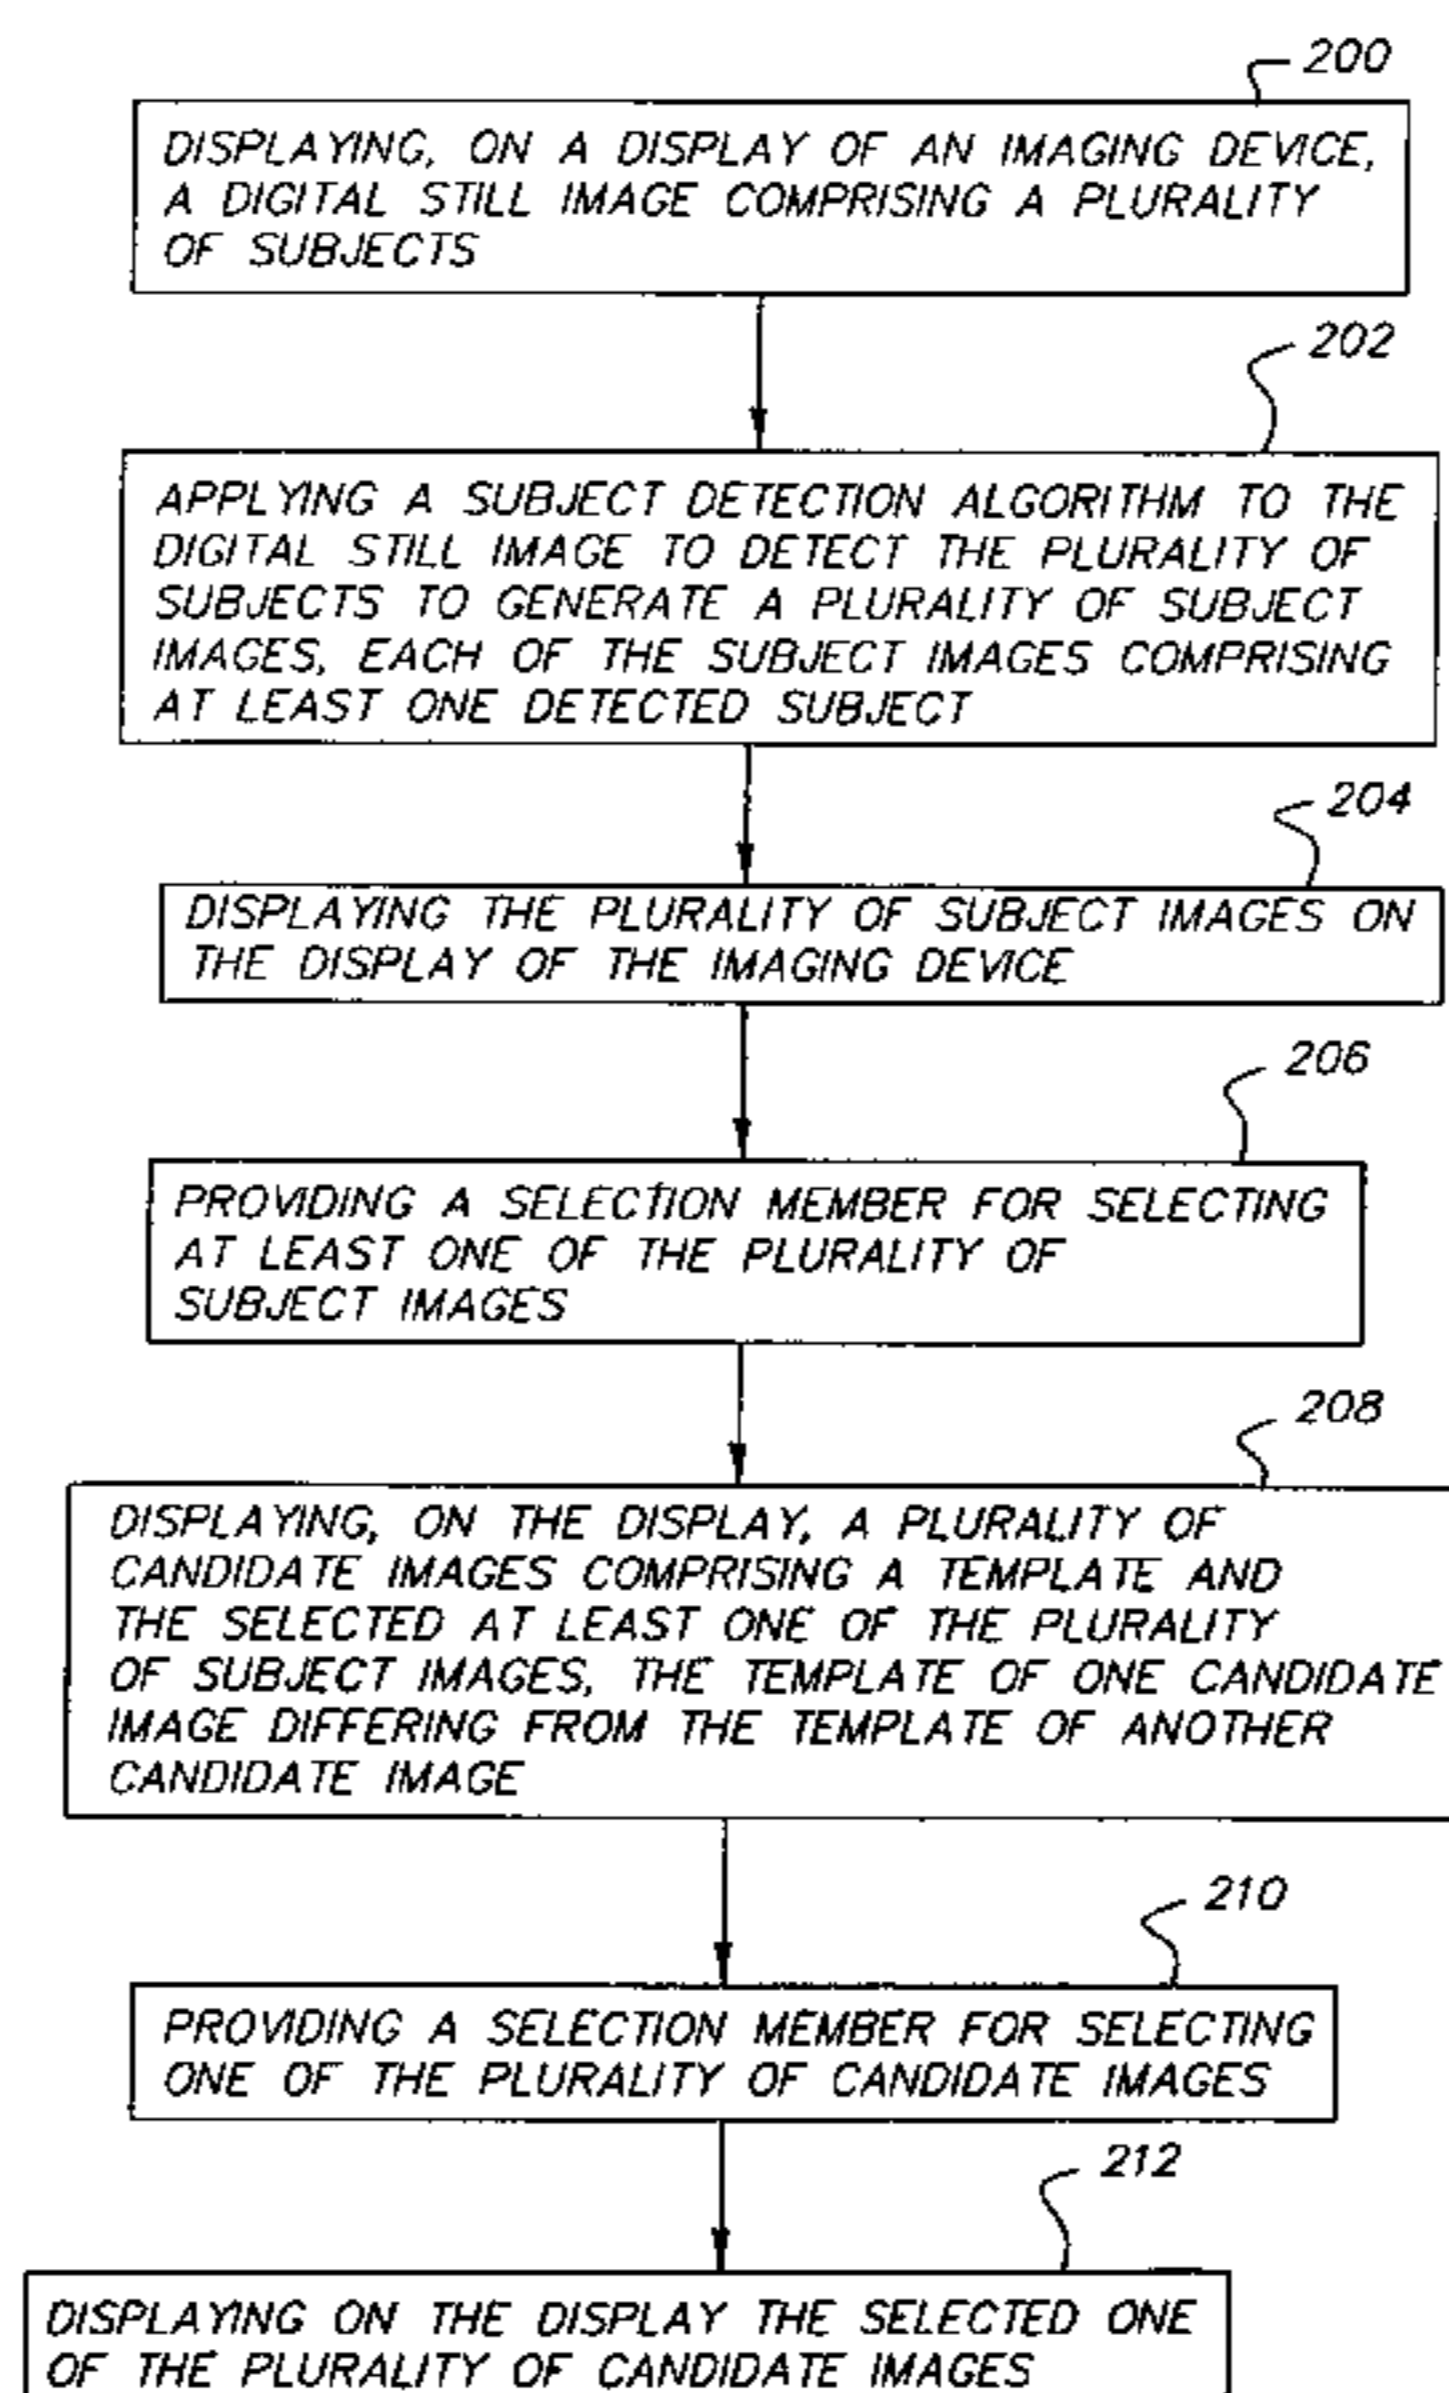 200
DISPLAYING, ON A DISPLAY OF AN IMAGING DEVICE,
A DIGITAL STILL IMAGE COMPRISING A PLURALITY
OF SUBJECTS
202
APPLYING A SUBJECT DETECTION ALGORITHM TO THE
DIGITAL STILL IMAGE TO DETECT THE PLURALITY OF
SUBJECTS TO GENERATE A PLURALITY OF SUBJECT
IMAGES, EACH OF THE SUBJECT IMAGES COMPRISING
AT LEAST ONE DETECTED SUBJECT
204
DISPLAYING THE PLURALITY OF SUBJECT IMAGES ON
THE DISPLAY OF THE IMAGING DEVICE
206
PROVIDING A SELECTION MEMBER FOR SELECTING
AT LEAST ONE OF THE PLURALITY OF
SUBJECT IMAGES
208
DISPLAYING, ON THE DISPLAY, A PLURALITY OF
CANDIDATE IMAGES COMPRISING A TEMPLATE AND
THE SELECTED AT LEAST ONE OF THE PLURALITY
OF SUBJECT IMAGES, THE TEMPLATE OF ONE CANDIDATE
IMAGE DIFFERING FROM THE TEMPLATE OF ANOTHER
CANDIDATE IMAGE
210
PROVIDING A SELECTION MEMBER FOR SELECTING
ONE OF THE PLURALITY OF CANDIDATE IMAGES
212
DISPLAYING ON THE DISPLAY THE SELECTED ONE
OF THE PLURALITY OF CANDIDATE IMAGES